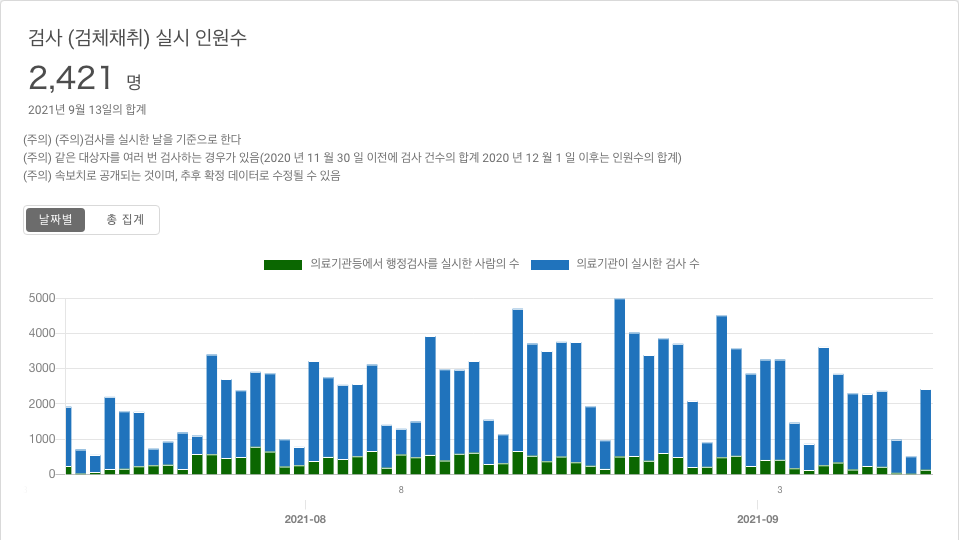 검사 (검체채취) 실시 인원수
2,421 명
2021년 9월 13일의 합계
(주의) (주의)검사를 실시한 날을 기준으로 한다
(주의) 같은 대상자를 여러 번 검사하는 경우가 있음(2020 년 11 월 30 일 이전에 검사 건수의 합계 2020 년 12 월 1 일 이후는 인원수의 합계)
(주의) 속보치로 공개되는 것이며, 추후 확정 데이터로 수정될 수 있음
날짜별 총 집계
의료기관등에서 행정검사를 실시한 사람의 수 의료기관이 실시한 검사 수
5000
4000
3000
2000
1000
0
8 3
2021-08 2021-09